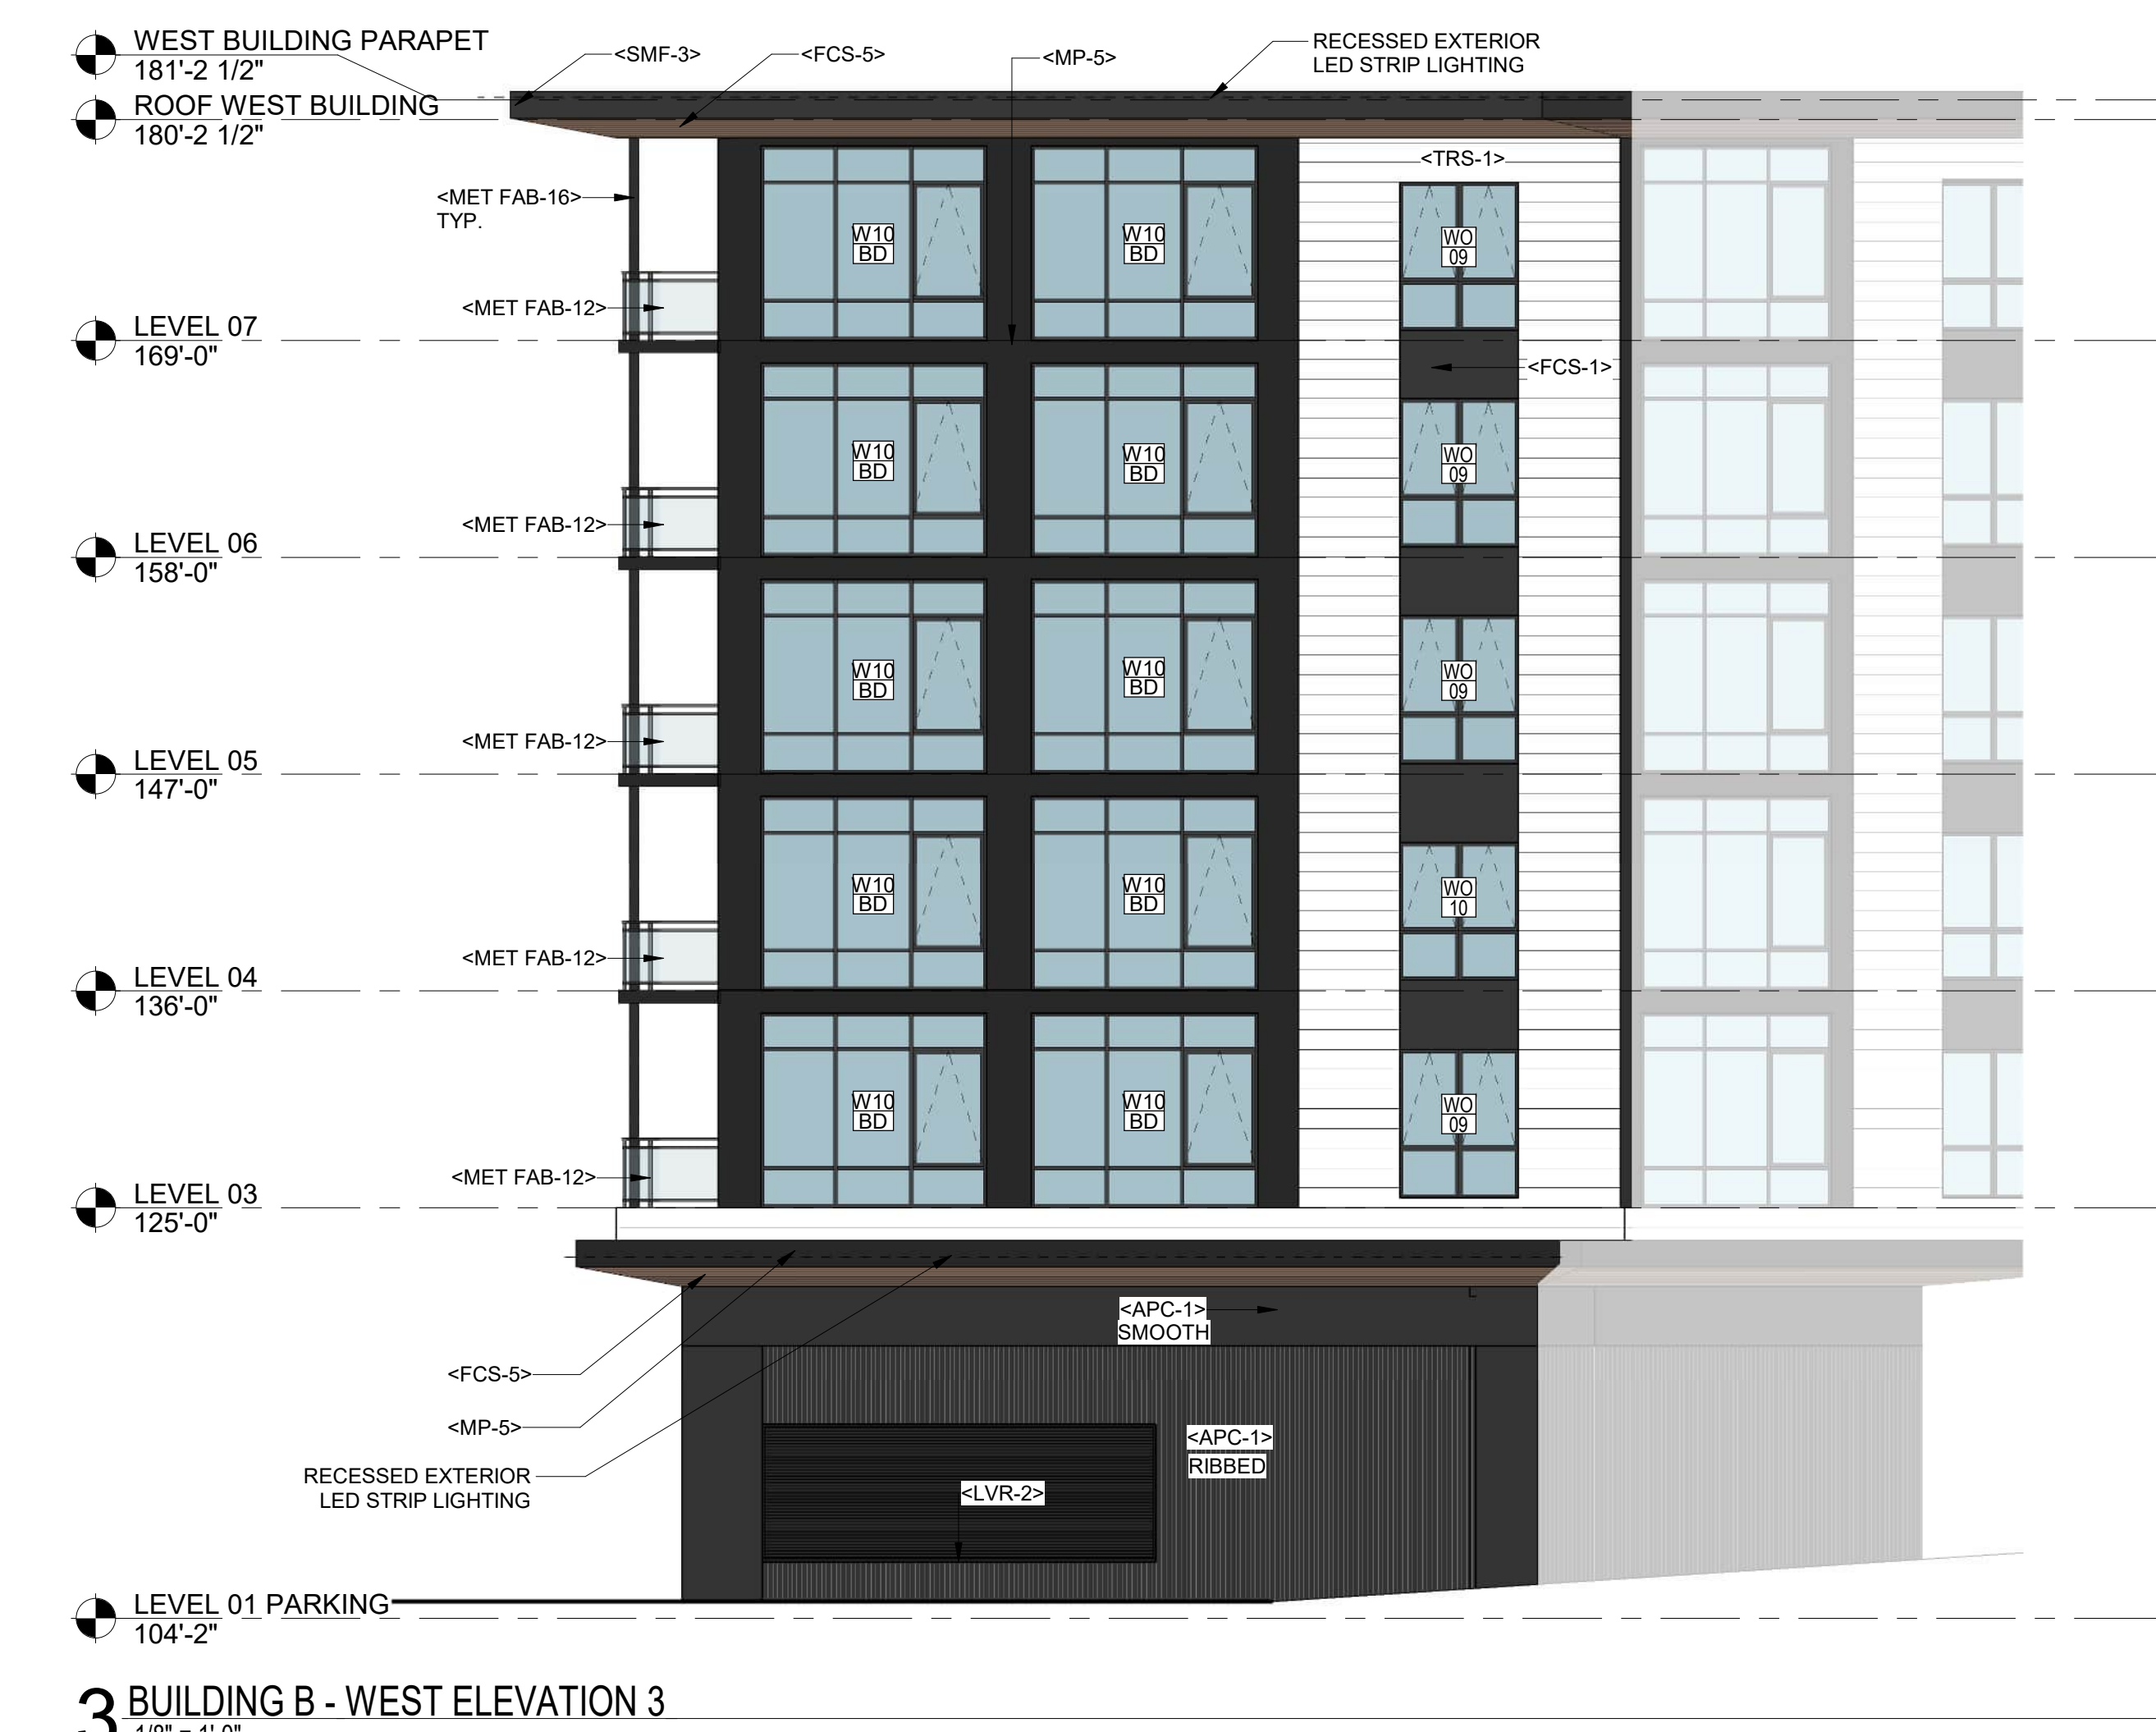 WEST BUILDING PARAPET
181'-2 1/2"
ROOF WEST BUILDING
180'-2 1/2"
<SMF-3>
<FCS-5>
<MP-5>
RECESSED EXTERIOR
LED STRIP LIGHTING
<TRS-1>
<MET FAB-16>
TYP.
W10
BD
W10
BD
WO
09
<MET FAB-12>
LEVEL 07
169'-0"
<FCS-1>
W10
BD
W10
BD
WO
09
<MET FAB-12>
LEVEL 06
158'-0"
W10
BD
W10
BD
WO
09
<MET FAB-12>
LEVEL 05
147'-0"
W10
BD
W10
BD
WO
10
<MET FAB-12>
LEVEL 04
136'-0"
W10
BD
W10
BD
WO
09
<MET FAB-12>
LEVEL 03
125'-0"
<APC-1>
SMOOTH
<FCS-5>
<MP-5>
<APC-1>
RIBBED
RECESSED EXTERIOR
LED STRIP LIGHTING
<LVR-2>
LEVEL 01 PARKING
104'-2"
3
BUILDING B - WEST ELEVATION 3
1/8" = 1'-0"